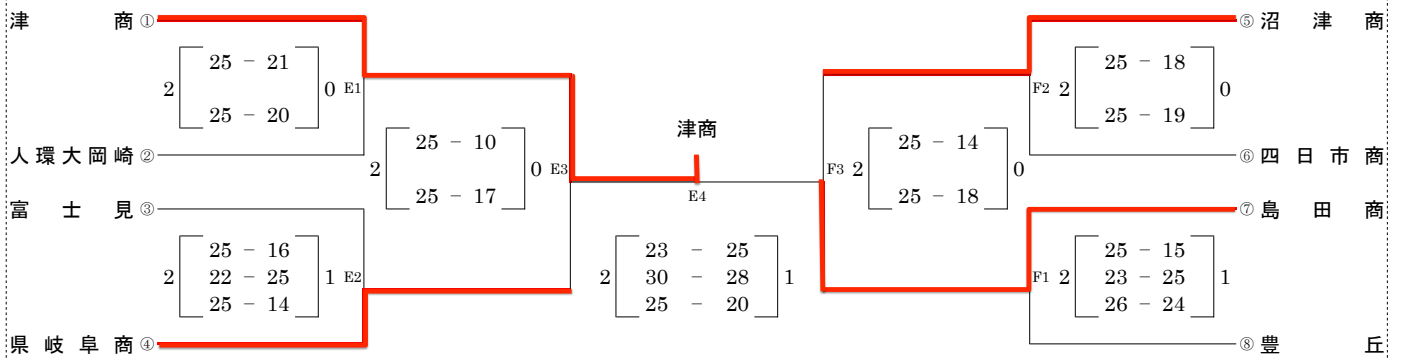 津商 ①
⑤ 沼津商
2 25 - 21 0 E1
25 - 20
F2 2 25 - 18 0
25 - 19
津商
人環大岡崎 ②
2 25 - 10 0 E3
25 - 17
F3 2 25 - 14 0
25 - 18
⑥ 四日市商
E4
富士見 ③
⑦ 島田商
2 25 - 16 1 E2
22 - 25
25 - 14
2 23 - 25 1
30 - 28
25 - 20
F1 2 25 - 15 1
23 - 25
26 - 24
県岐阜商 ④
⑧ 豊丘